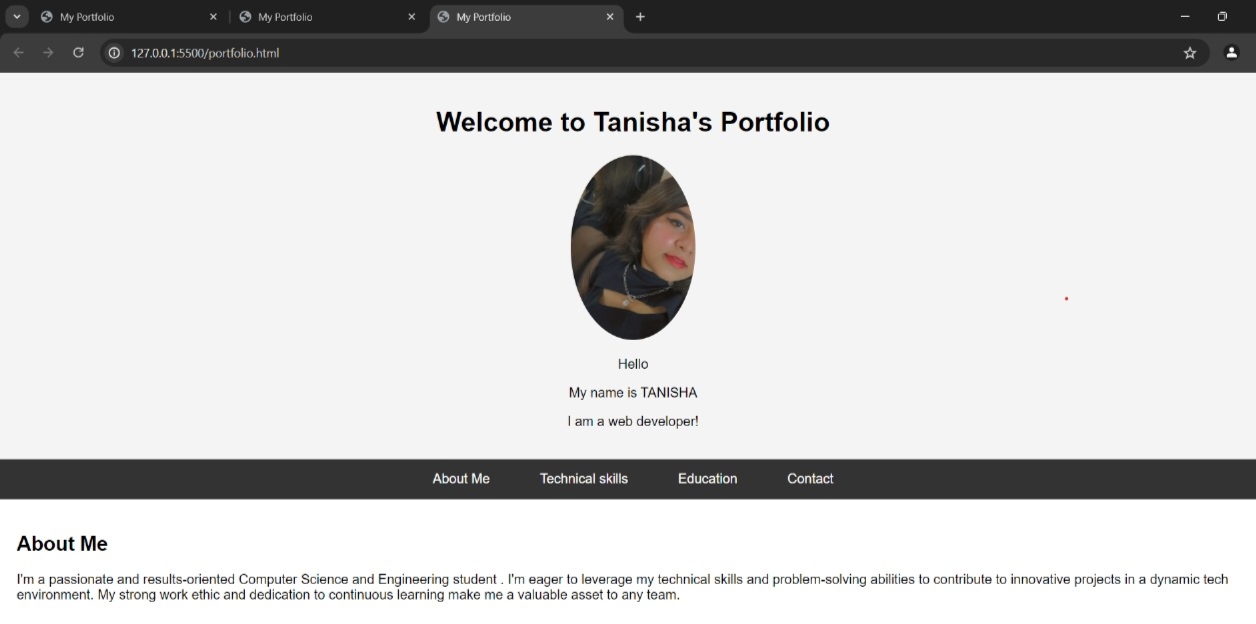 My Portfolio
My Portfolio
My Portfolio
127.0.0.1:5500/portfolio.html
Welcome to Tanisha's Portfolio
Hello
My name is TANISHA
I am a web developer!
About Me
Technical skills
Education
Contact
About Me
I'm a passionate and results-oriented Computer Science and Engineering student . I'm eager to leverage my technical skills and problem-solving abilities to contribute to innovative projects in a dynamic tech
environment. My strong work ethic and dedication to continuous learning make me a valuable asset to any team.